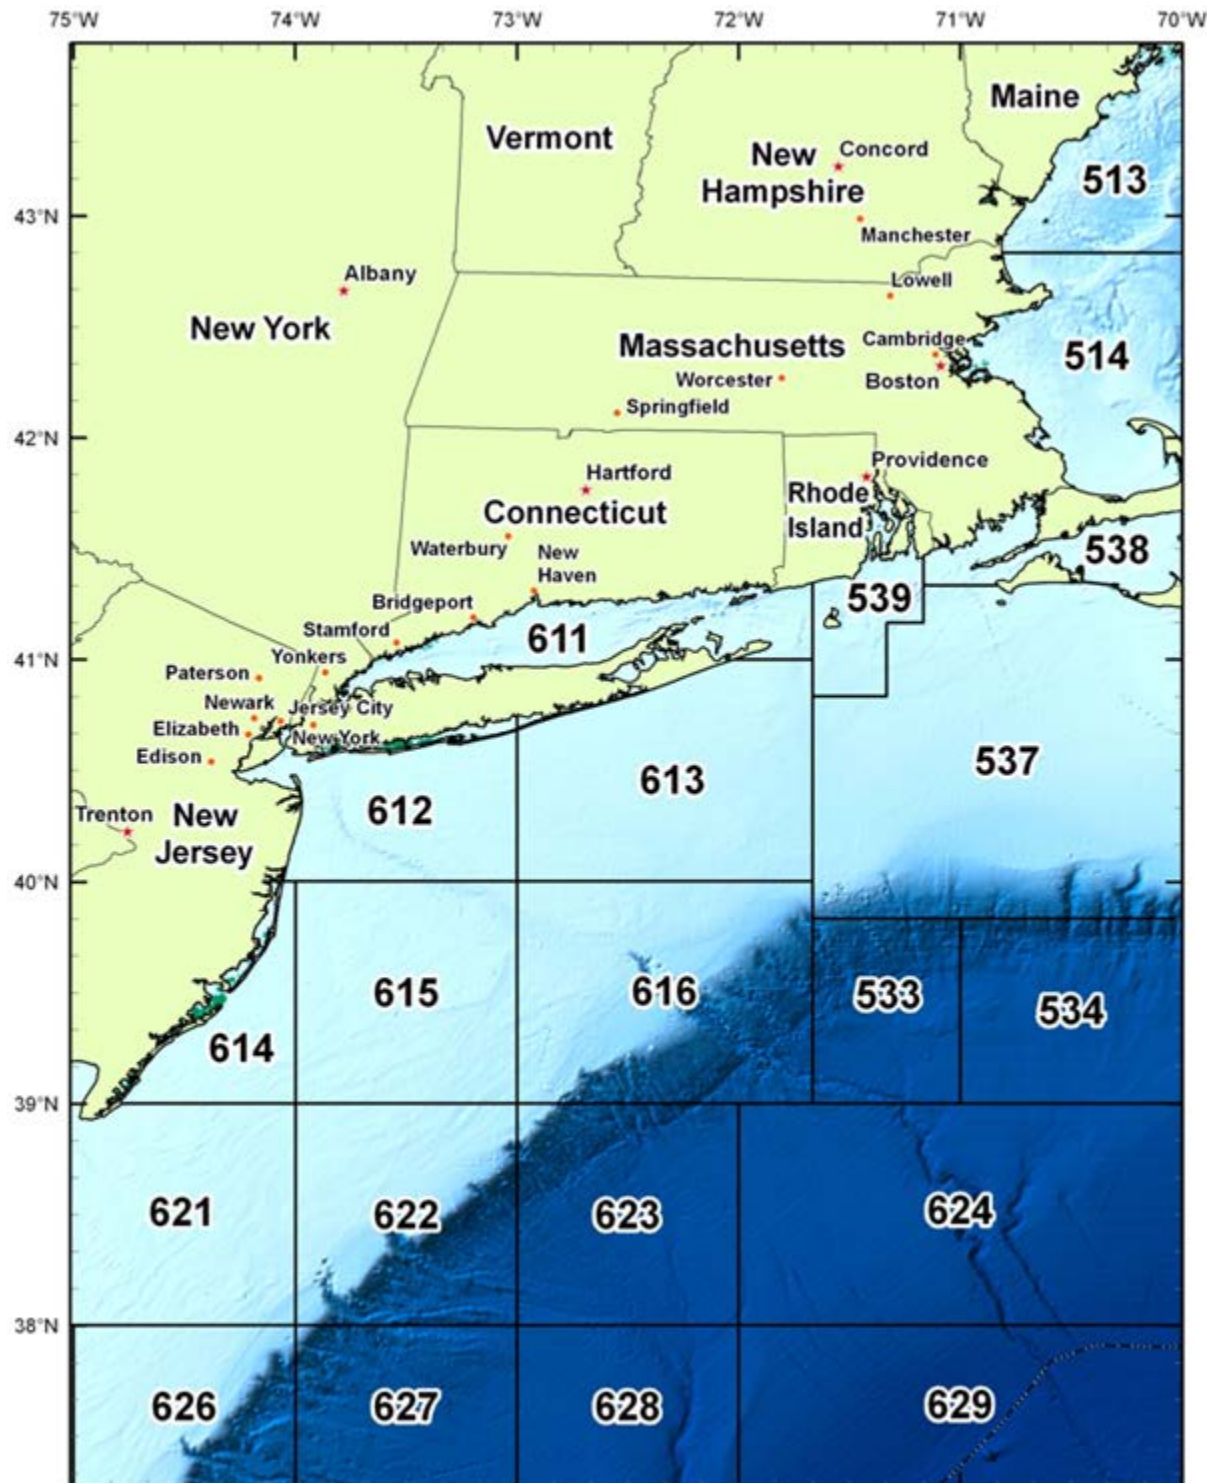 75°W 74°W 73°W 72°W 71°W 70°W
Maine
Vermont
New
Hampshire
Concord
513
43°N
Manchester
Albany
Lowell
New York
Massachusetts
Cambridge
514
Worcester
Boston
Springfield
42°N
Providence
Hartford
Rhode
Island
Connecticut
Waterbury
New
Haven
538
Bridgeport
539
Stamford
611
41°N
Yonkers
Paterson
Newark
Jersey City
Elizabeth
New York
Edison
537
613
612
Trenton
New
Jersey
40°N
615
616
533
534
614
39°N
621
622
623
624
38°N
626
627
628
629